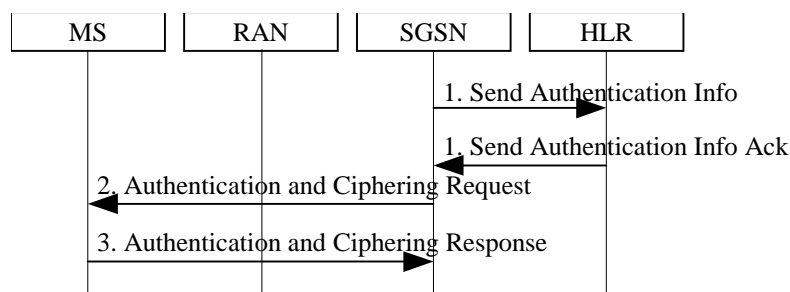 MS RAN SGSN HLR
1. Send Authentication Info
1. Send Authentication Info Ack
2. Authentication and Ciphering Request
3. Authentication and Ciphering Response